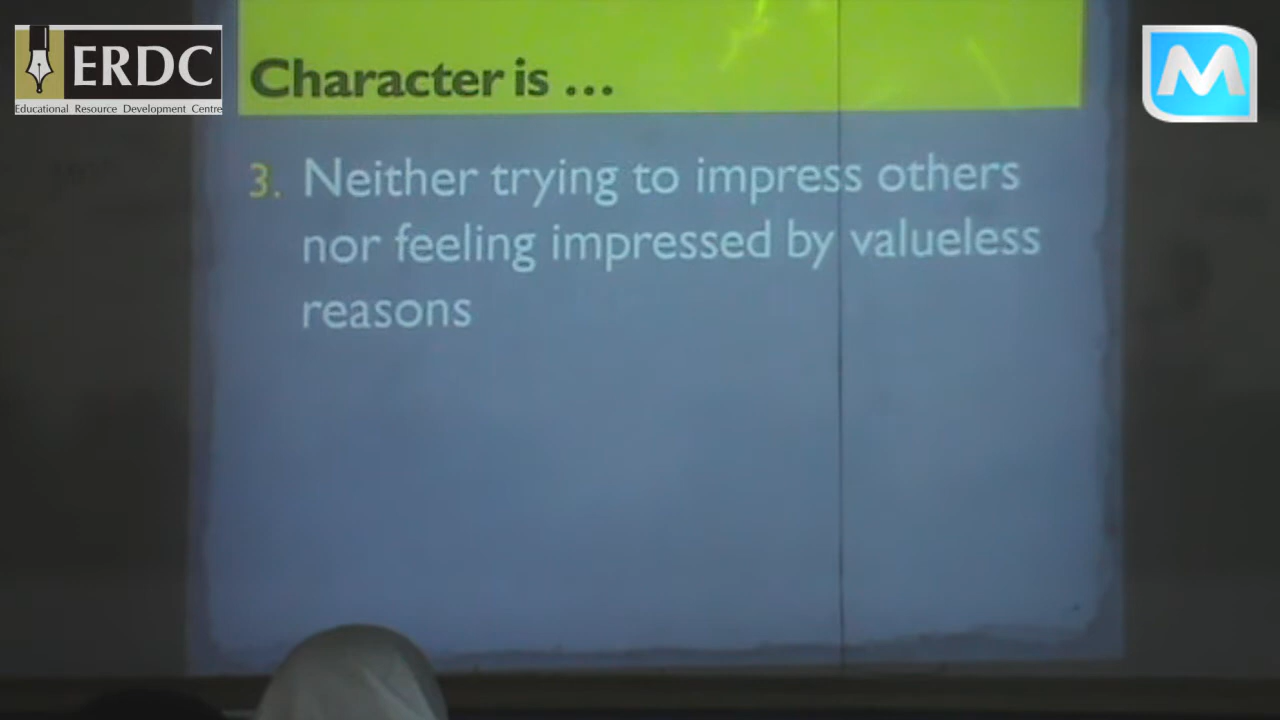 ERDC
Educational Resource Development Centre
M
Character is ...
3. Neither trying to impress others
nor feeling impressed by valueless
reasons